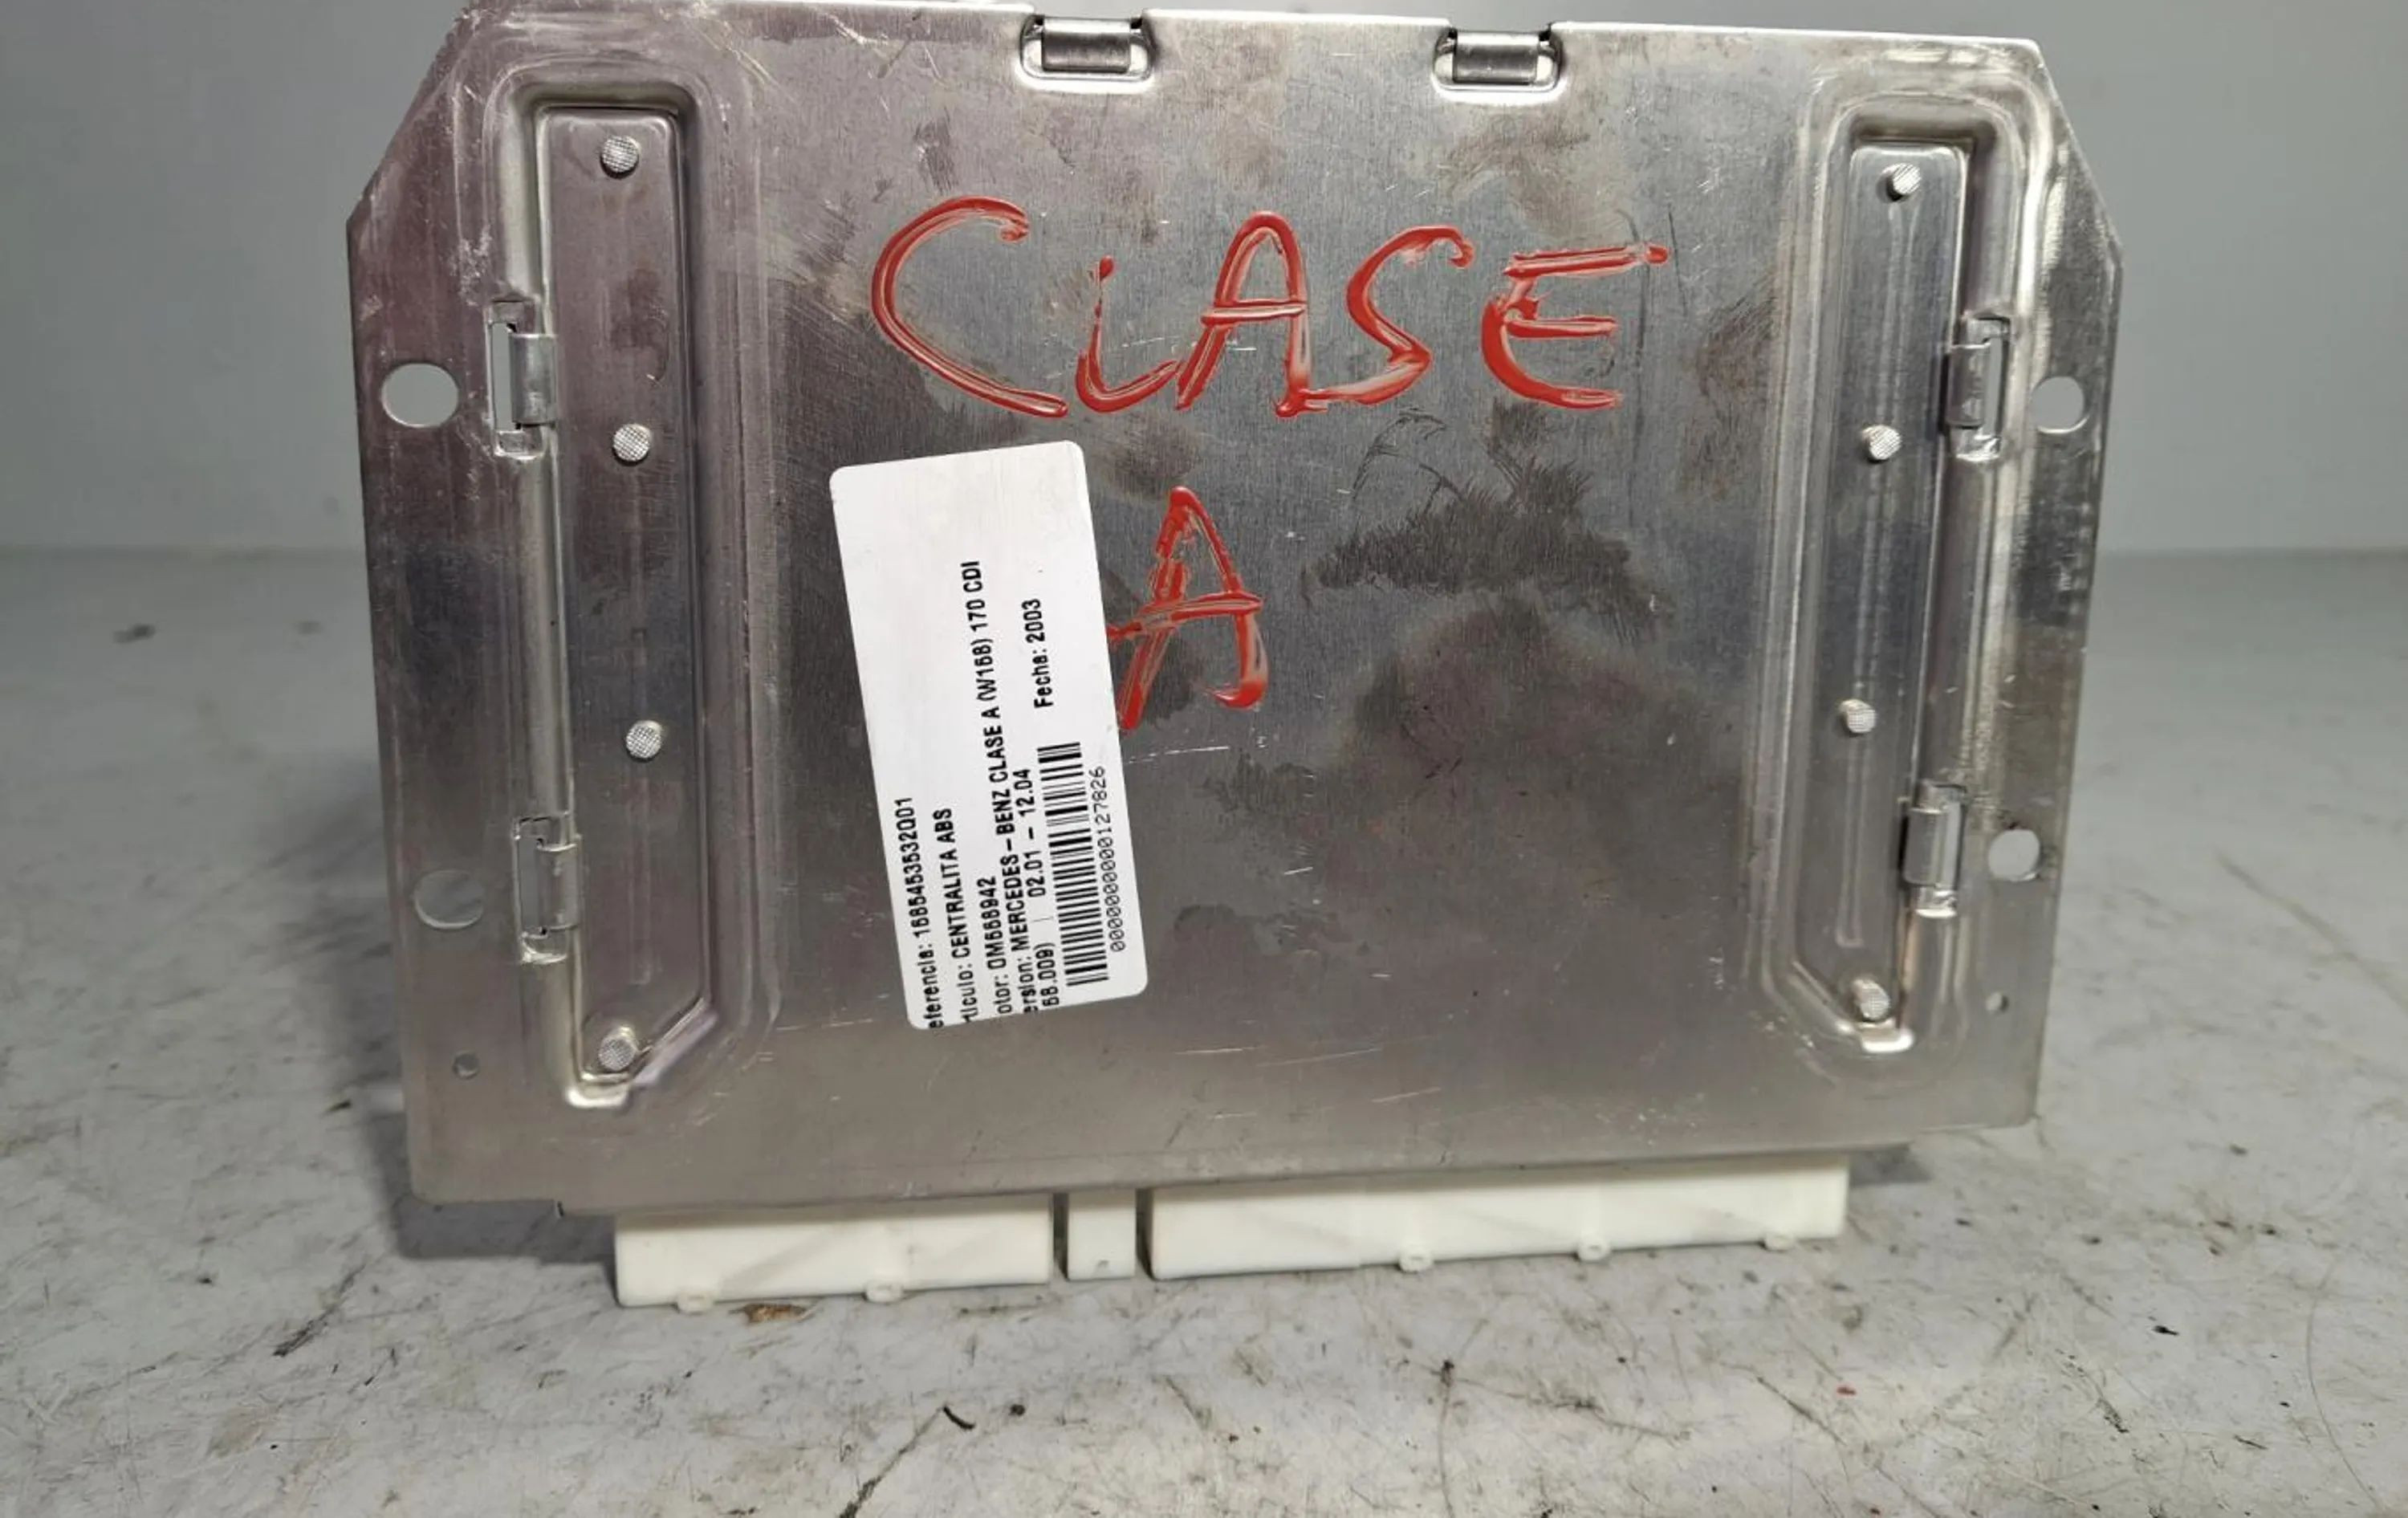 CLASE
A
eferencia: 1685453532Q01
rtículo: CENTRALITA ABS
otor: OM668942
ersion: MERCEDES-BENZ CLASE A (W168) 170 CDI
68.009) | 02.01 - 12.04 Fecha: 2003
0000000000127826